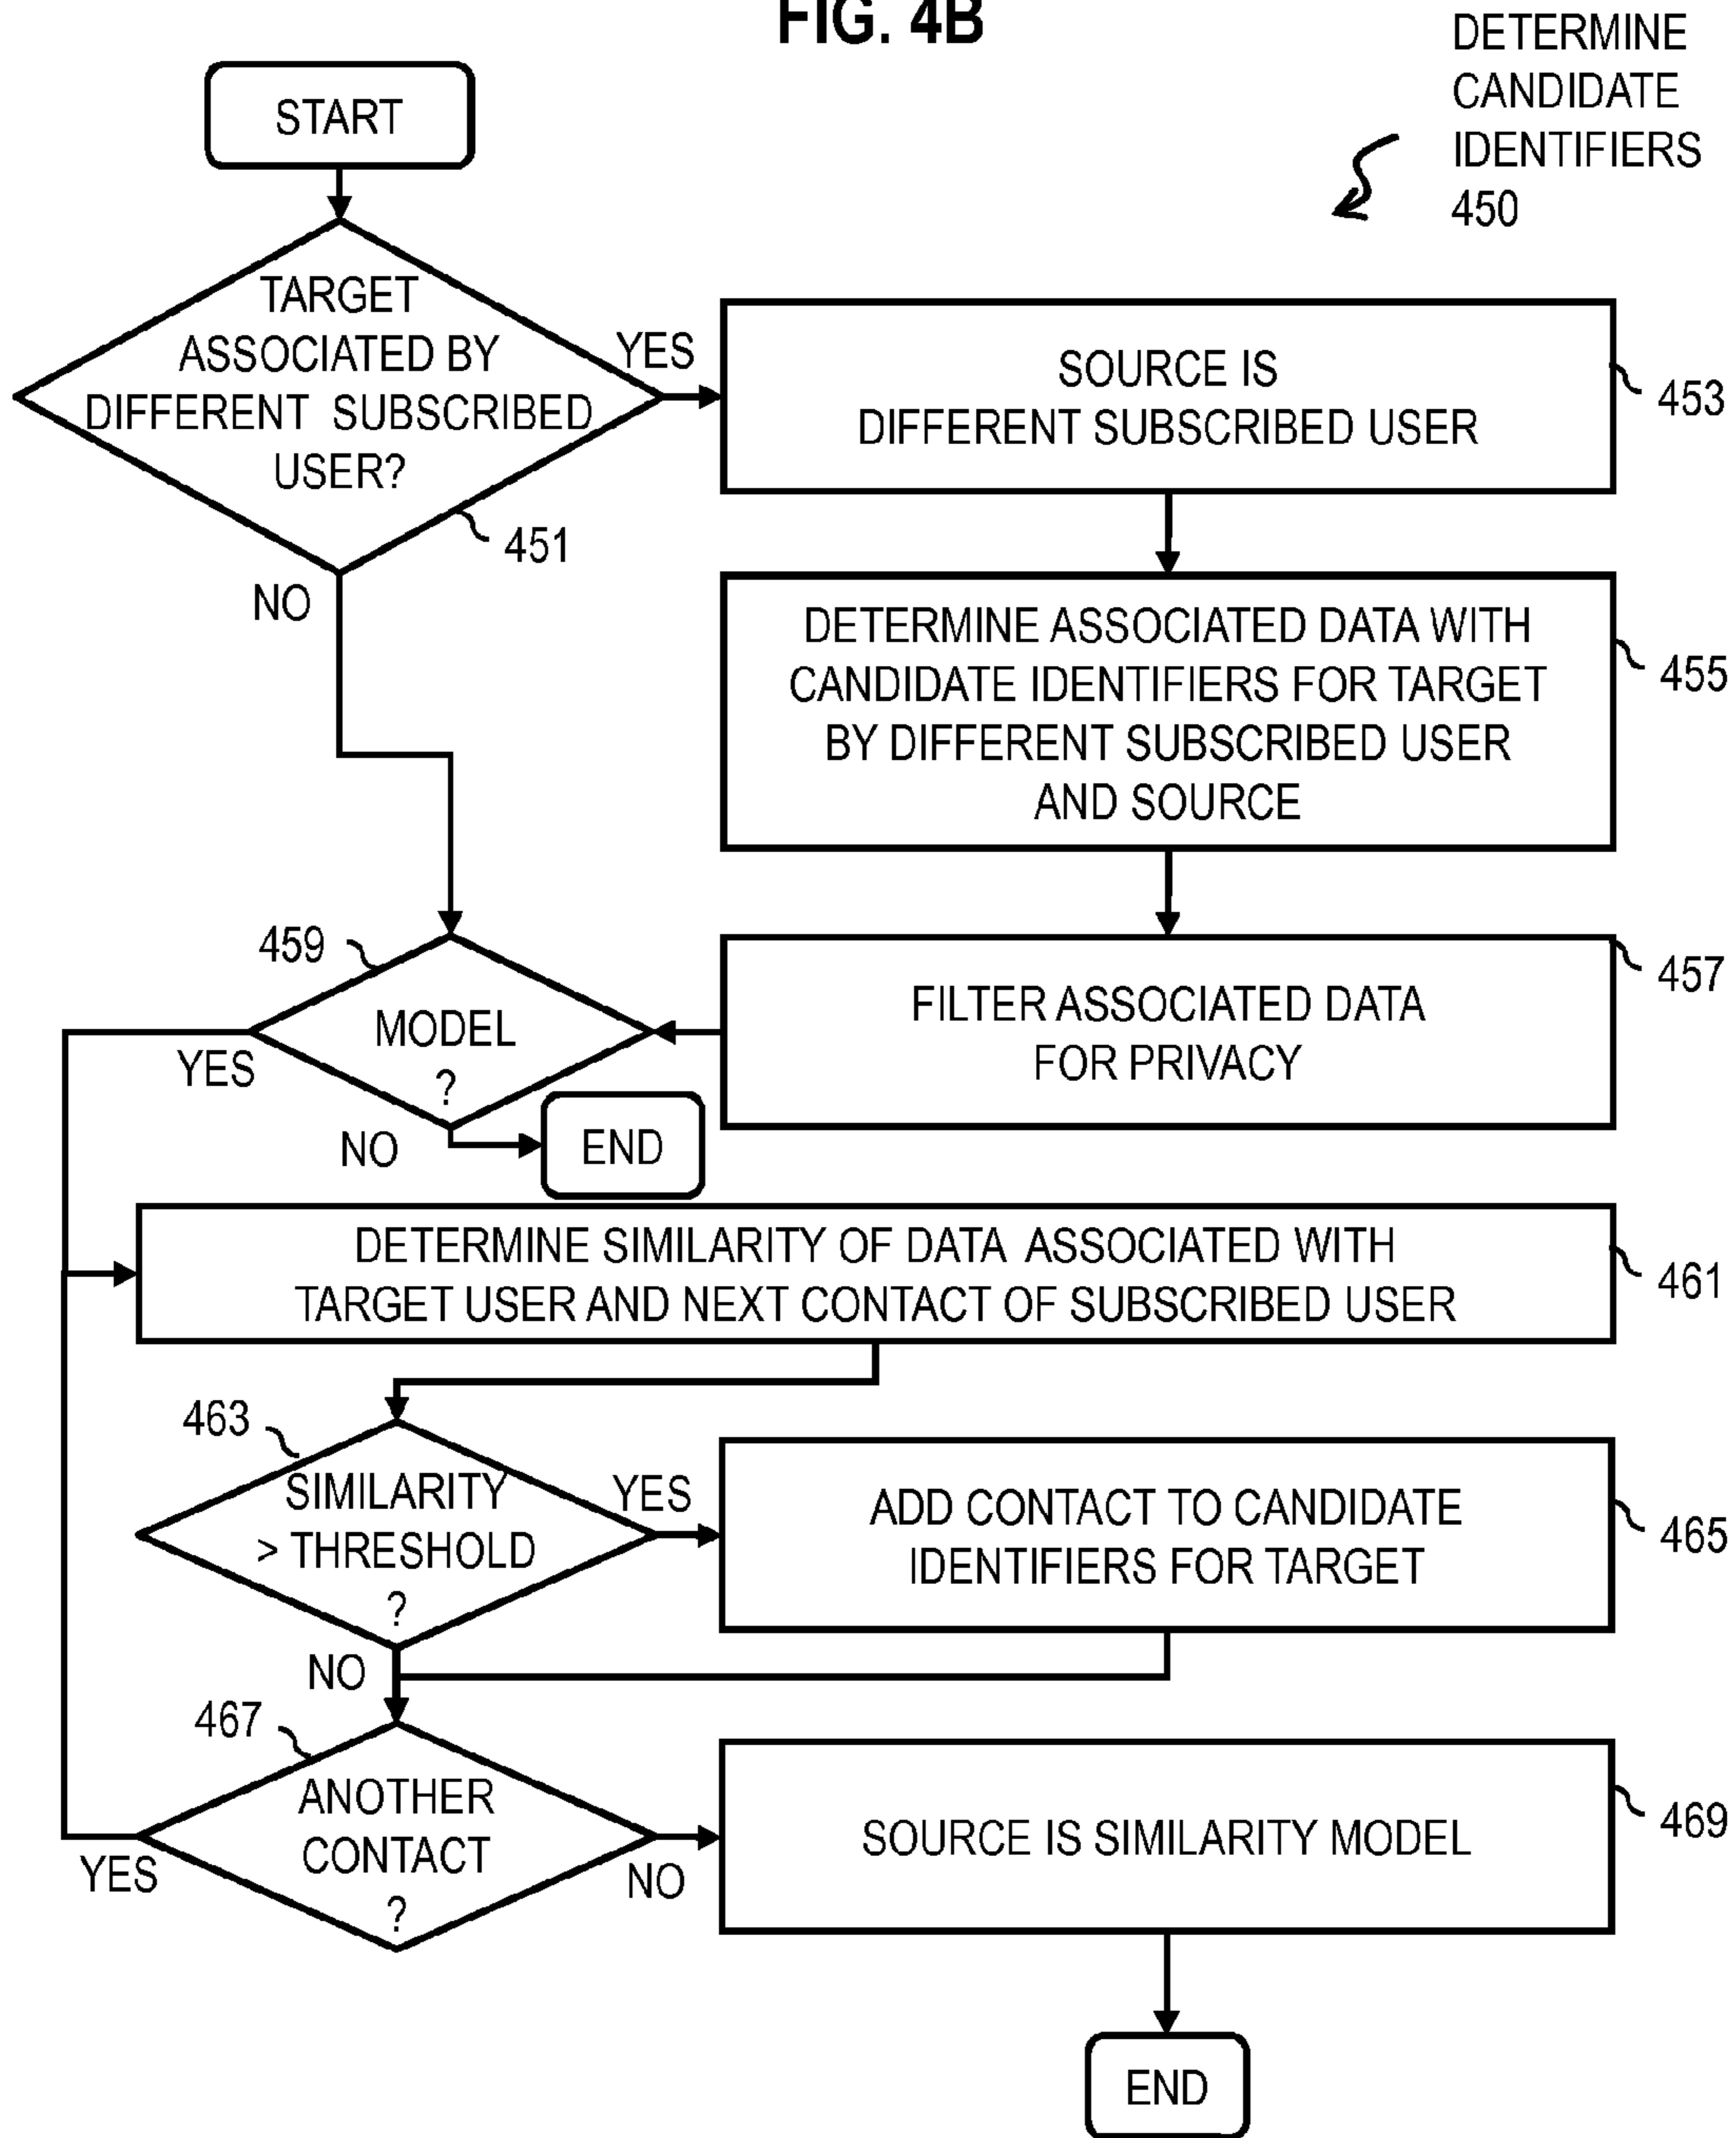 FIG. 4B
DETERMINE
CANDIDATE
IDENTIFIERS
450
START
TARGET
ASSOCIATED BY
DIFFERENT SUBSCRIBED
USER?
451
YES
NO
SOURCE IS
DIFFERENT SUBSCRIBED USER
453
DETERMINE ASSOCIATED DATA WITH
CANDIDATE IDENTIFIERS FOR TARGET
BY DIFFERENT SUBSCRIBED USER
AND SOURCE
455
FILTER ASSOCIATED DATA
FOR PRIVACY
457
459
MODEL
?
YES
NO
END
DETERMINE SIMILARITY OF DATA ASSOCIATED WITH
TARGET USER AND NEXT CONTACT OF SUBSCRIBED USER
461
463
SIMILARITY
> THRESHOLD
?
YES
NO
ADD CONTACT TO CANDIDATE
IDENTIFIERS FOR TARGET
465
467
ANOTHER
CONTACT
?
YES
NO
SOURCE IS SIMILARITY MODEL
469
END